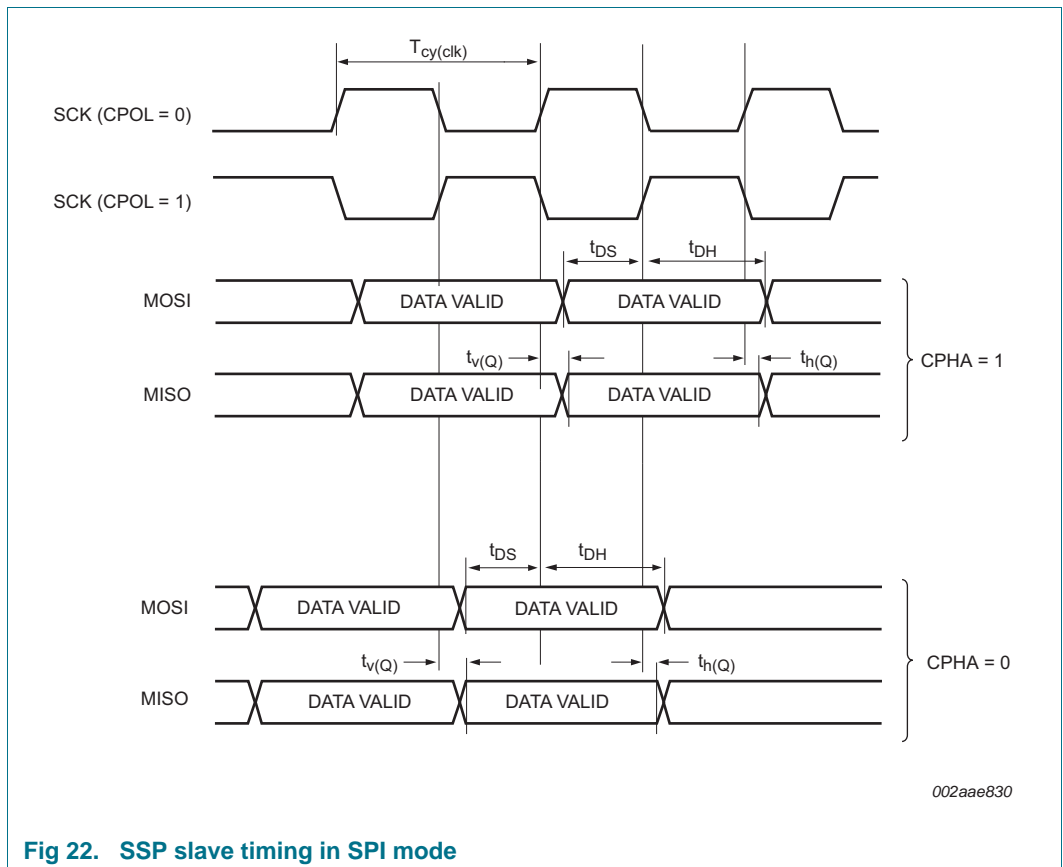 Tcy(clk)
SCK (CPOL = 0)
SCK (CPOL = 1)
tDS tDH
MOSI DATA VALID DATA VALID
tv(Q) th(Q)
CPHA = 1
MISO DATA VALID DATA VALID
tDS tDH
MOSI DATA VALID DATA VALID
tv(Q) th(Q)
CPHA = 0
MISO DATA VALID DATA VALID
002aae830
Fig 22. SSP slave timing in SPI mode